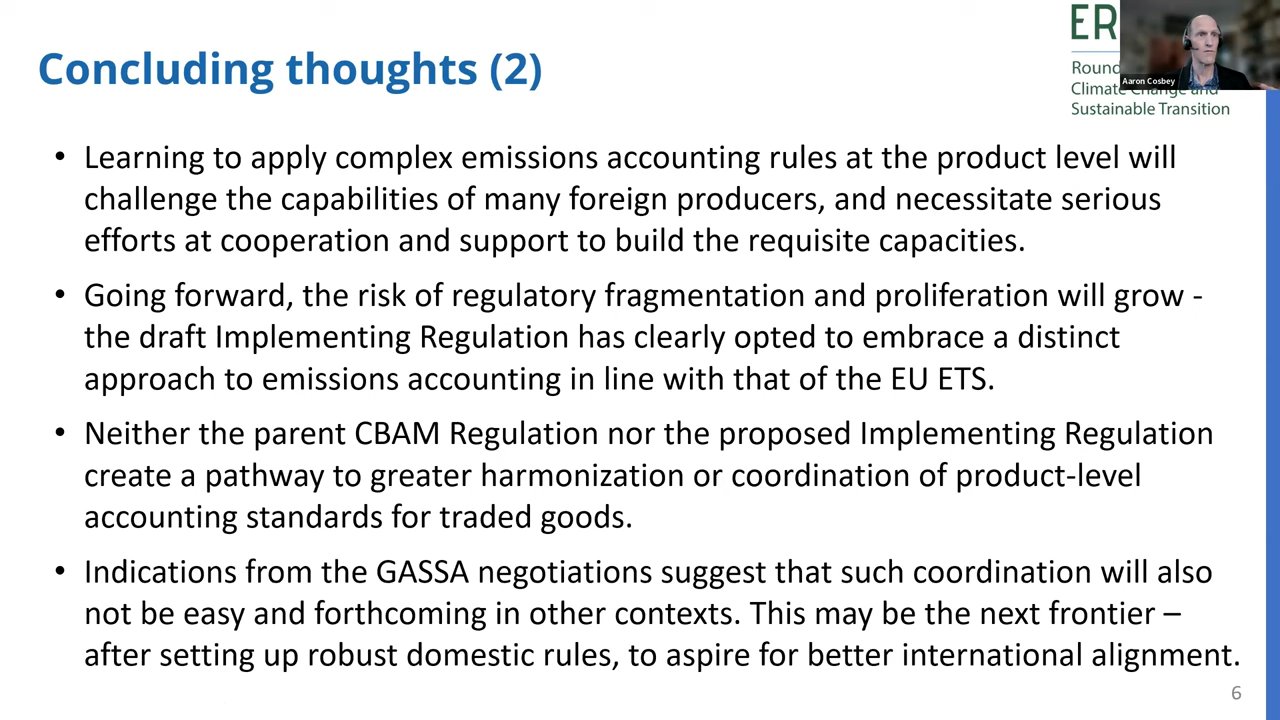 Concluding thoughts (2)
ER
Aaron Cosbey
Climate Change and
Sustainable Transition
• Learning to apply complex emissions accounting rules at the product level will
challenge the capabilities of many foreign producers, and necessitate serious
efforts at cooperation and support to build the requisite capacities.
• Going forward, the risk of regulatory fragmentation and proliferation will grow -
the draft Implementing Regulation has clearly opted to embrace a distinct
approach to emissions accounting in line with that of the EU ETS.
• Neither the parent CBAM Regulation nor the proposed Implementing Regulation
create a pathway to greater harmonization or coordination of product-level
accounting standards for traded goods.
• Indications from the GASSA negotiations suggest that such coordination will also
not be easy and forthcoming in other contexts. This may be the next frontier –
after setting up robust domestic rules, to aspire for better international alignment.
6